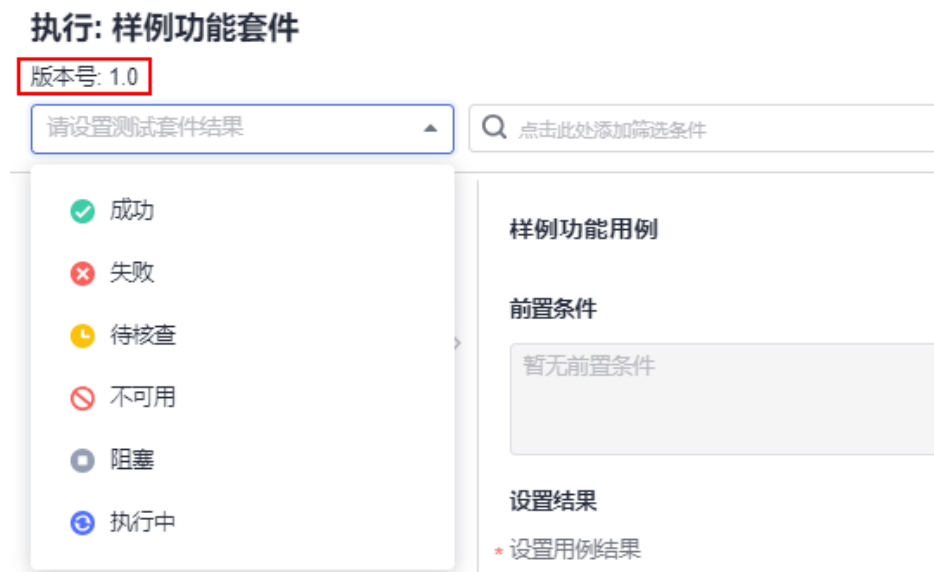 执行: 样例功能套件
版本号: 1.0
请设置测试套件结果
点击此处添加筛选条件
成功
失败
待核查
不可用
阻塞
执行中
样例功能用例
前置条件
暂无前置条件
设置结果
* 设置用例结果